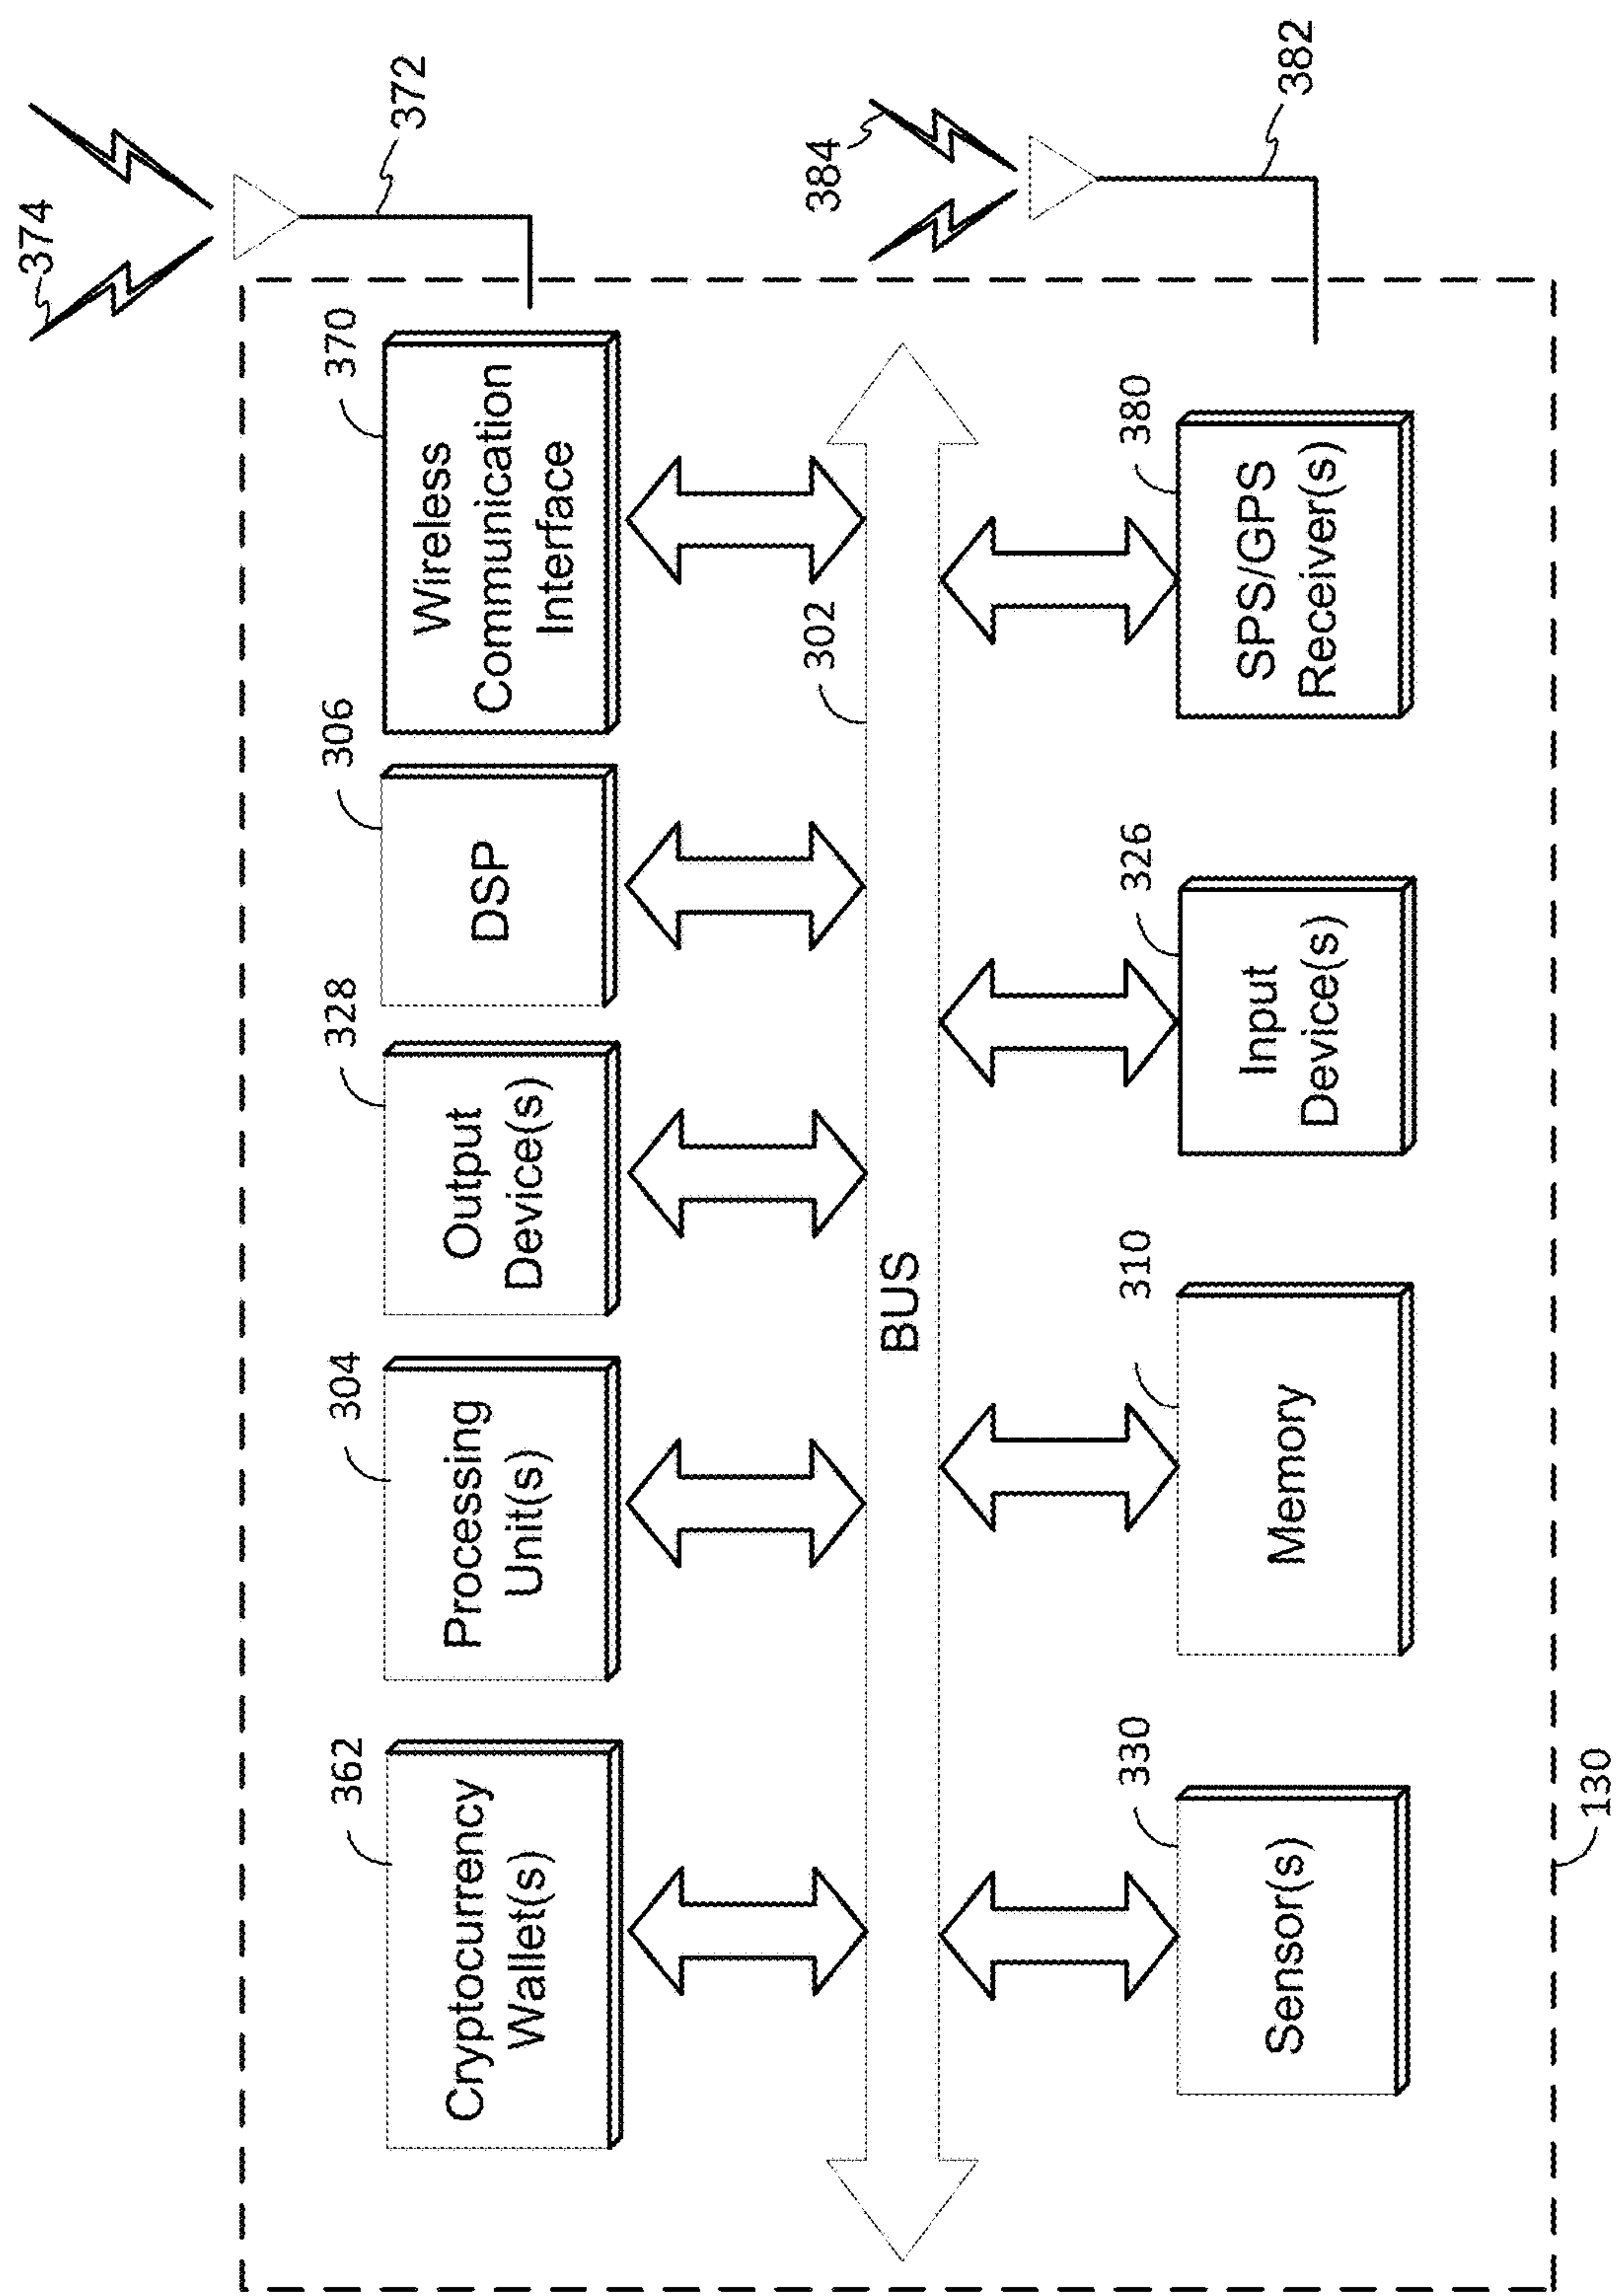 374
372
370
Wireless
Communication
Interface
306
DSP
328
Output
Device(s)
304
Processing
Unit(s)
362
Cryptocurrency
Wallet(s)
302
BUS
384
382
380
SPS/GPS
Receiver(s)
326
Input
Device(s)
310
Memory
330
Sensor(s)
130